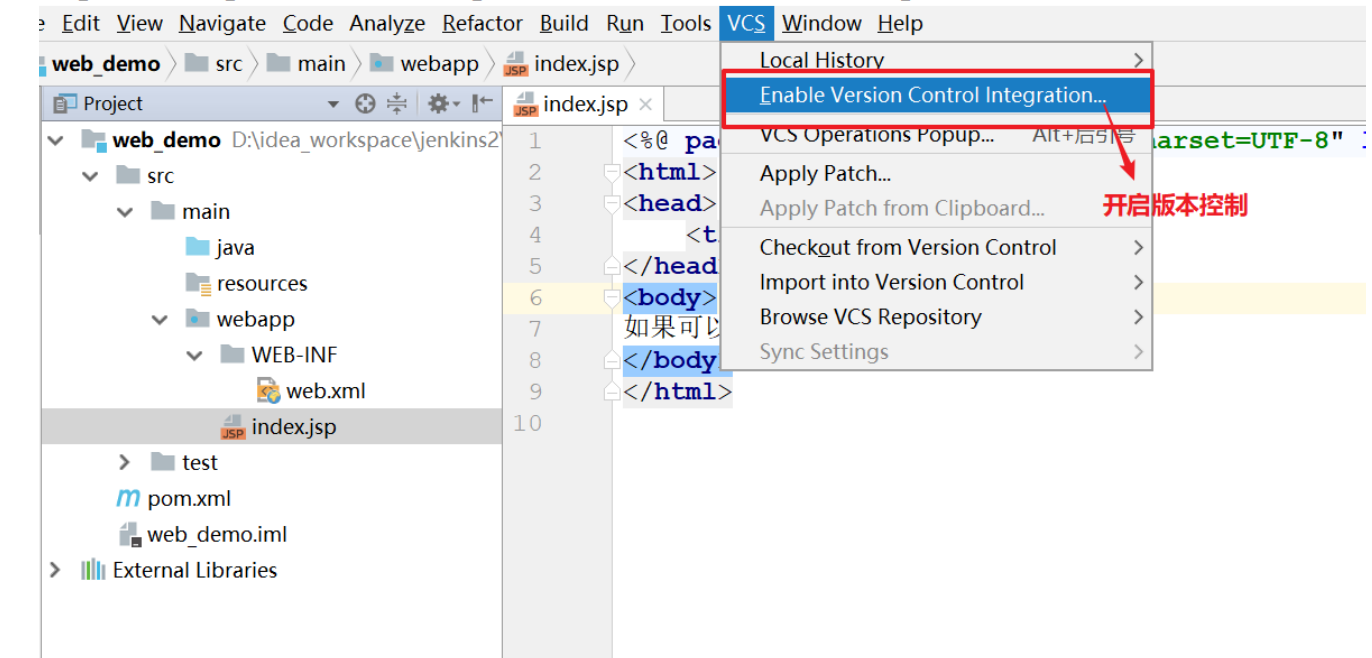 Edit View Navigate Code Analyze Refactor Build Run Tools VCS Window Help
web_demo src main webapp index.jsp
Project
index.jsp
web_demo D:\idea_workspace\jenkins2\
src
main
java
resources
webapp
WEB-INF
web.xml
index.jsp
test
pom.xml
web_demo.iml
External Libraries
Local History
Enable Version Control Integration...
VCS Operations Popup... Alt+后引号
Apply Patch...
Apply Patch from Clipboard...
Checkout from Version Control
Import into Version Control
Browse VCS Repository
Sync Settings
开启版本控制
1 <%@ pa arset=UTF-8"
2 <html>
3 <head>
4 <t
5 </head
6 <body>
7 如果可以
8 </body
9 </html>
10